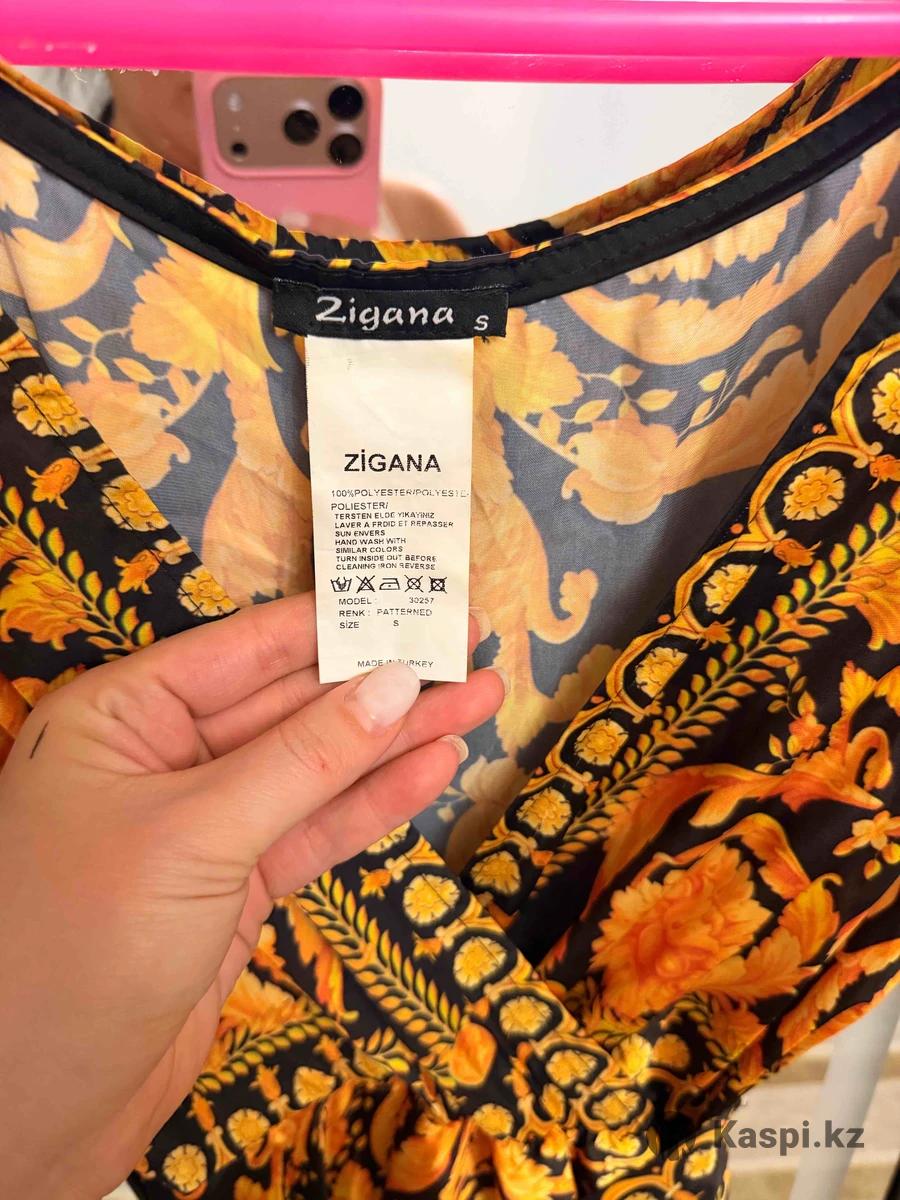 Zigana S
ZİGANA
100%POLYESTER/POLYESTE-
POLIESTER/
TERSTEN ELDE YIKAYINIZ
LAVER A FRDID ET REPASSER
SUN ENVERS
HAND WASH WITH
SIMILAR COLORS
TURN INSIDE OUT BEFORE
CLEANING IRON REVERSE
MODEL : 30257
RENK : PATTERNED
SIZE S
MADE IN TURKEY
Kaspi.kz